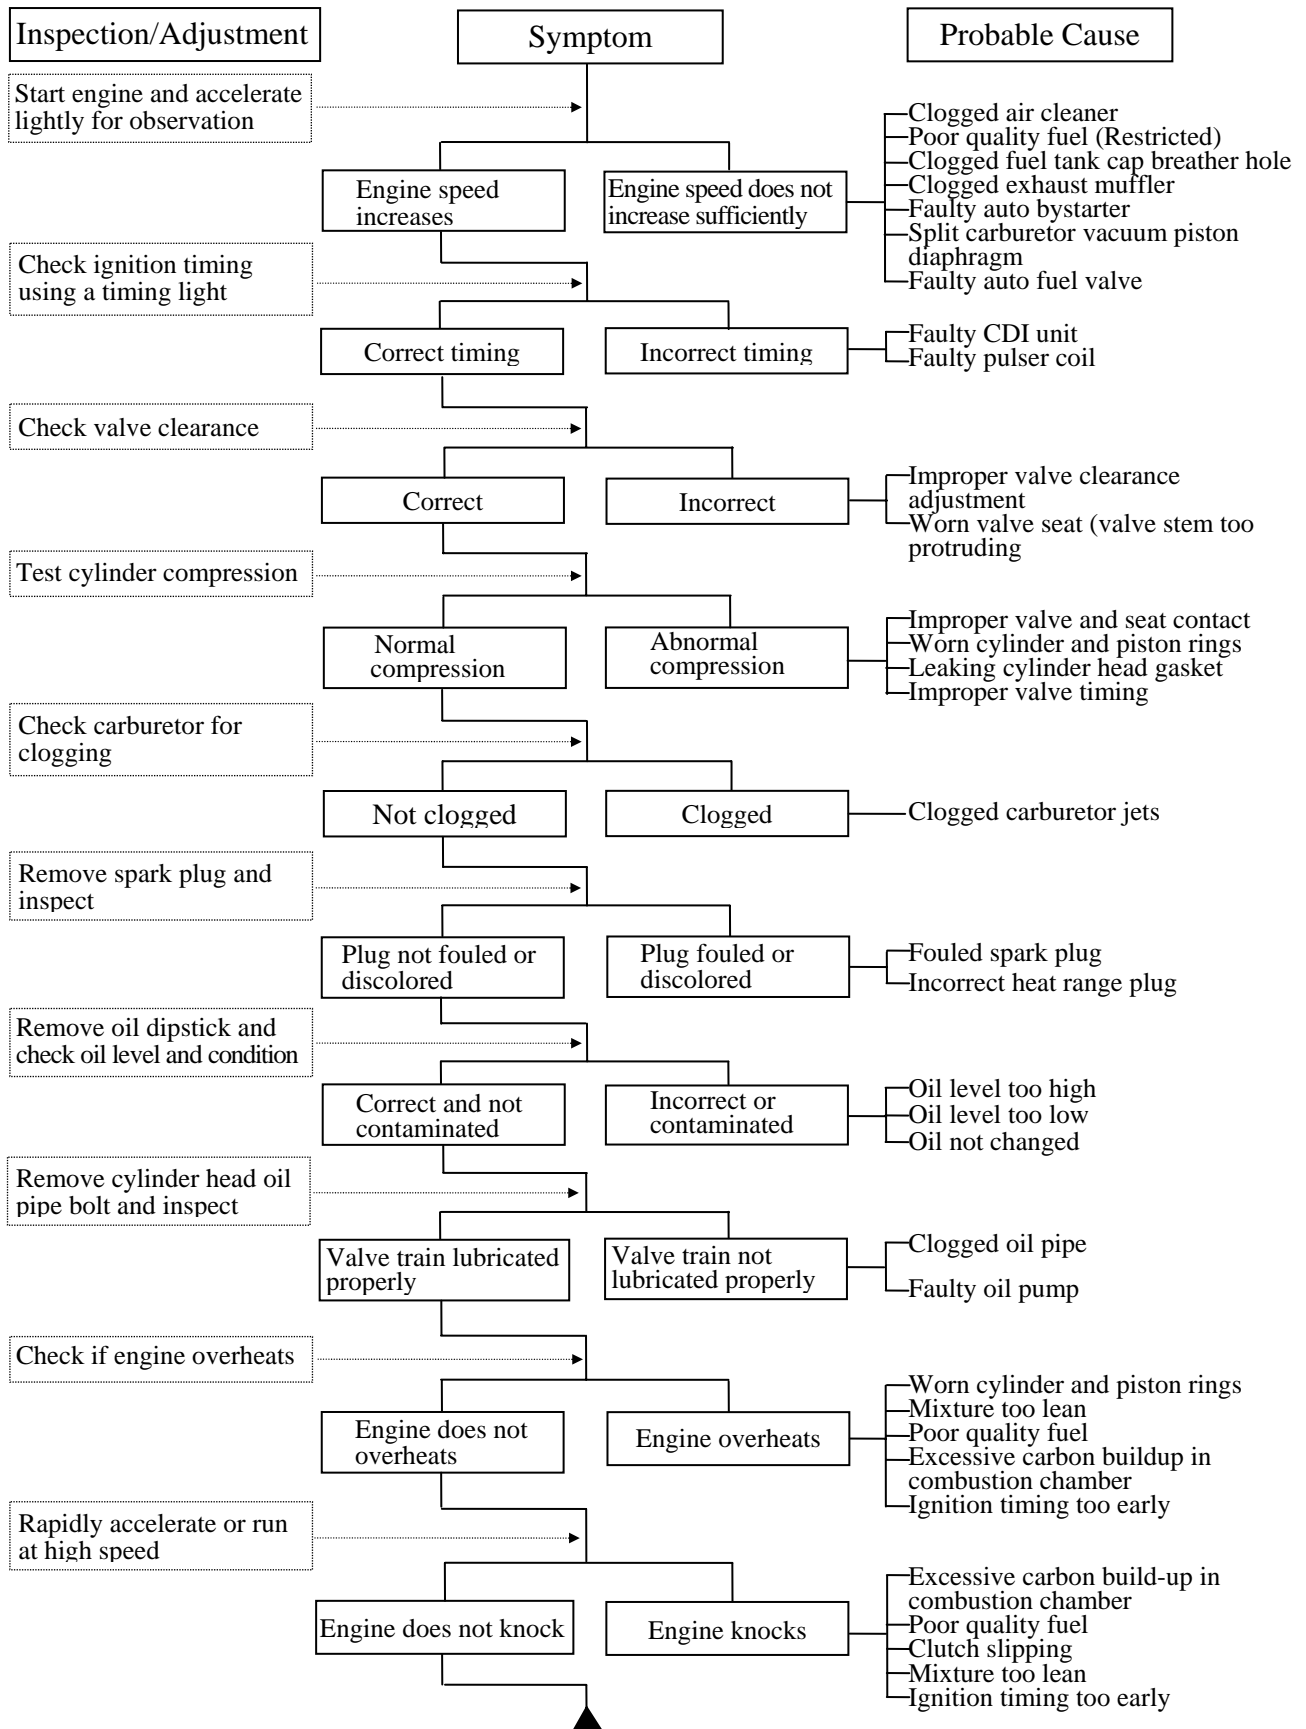 Inspection/Adjustment
Symptom
Probable Cause
Start engine and accelerate
lightly for observation
Clogged air cleaner
Poor quality fuel (Restricted)
Clogged fuel tank cap breather hole
Clogged exhaust muffler
Faulty auto bystarter
Split carburetor vacuum piston
diaphragm
Faulty auto fuel valve
Engine speed
increases
Engine speed does not
increase sufficiently
Check ignition timing
using a timing light
Correct timing
Incorrect timing
Faulty CDI unit
Faulty pulser coil
Check valve clearance
Correct
Incorrect
Improper valve clearance
adjustment
Worn valve seat (valve stem too
protruding
Test cylinder compression
Normal
compression
Abnormal
compression
Improper valve and seat contact
Worn cylinder and piston rings
Leaking cylinder head gasket
Improper valve timing
Check carburetor for
clogging
Not clogged
Clogged
Clogged carburetor jets
Remove spark plug and
inspect
Plug not fouled or
discolored
Plug fouled or
discolored
Fouled spark plug
Incorrect heat range plug
Remove oil dipstick and
check oil level and condition
Correct and not
contaminated
Incorrect or
contaminated
Oil level too high
Oil level too low
Oil not changed
Remove cylinder head oil
pipe bolt and inspect
Valve train lubricated
properly
Valve train not
lubricated properly
Clogged oil pipe
Faulty oil pump
Check if engine overheats
Engine does not
overheats
Engine overheats
Worn cylinder and piston rings
Mixture too lean
Poor quality fuel
Excessive carbon buildup in
combustion chamber
Ignition timing too early
Rapidly accelerate or run
at high speed
Engine does not knock
Engine knocks
Excessive carbon build-up in
combustion chamber
Poor quality fuel
Clutch slipping
Mixture too lean
Ignition timing too early